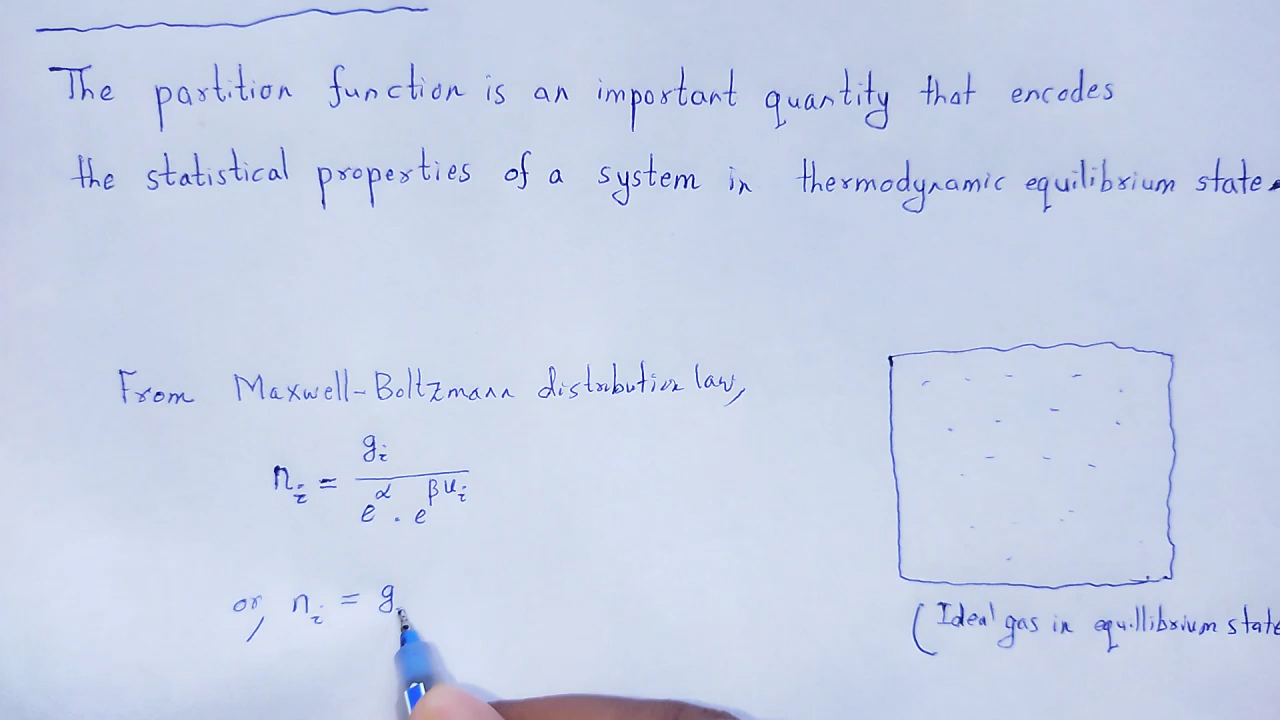 The partition function is an important quantity that encodes
the statistical properties of a system in thermodynamic equilibrium state.
From Maxwell-Boltzmann distribution law,
nᵢ = gᵢ / e^α · e^βuᵢ
or, nᵢ = g
(Ideal gas in equillibrium state